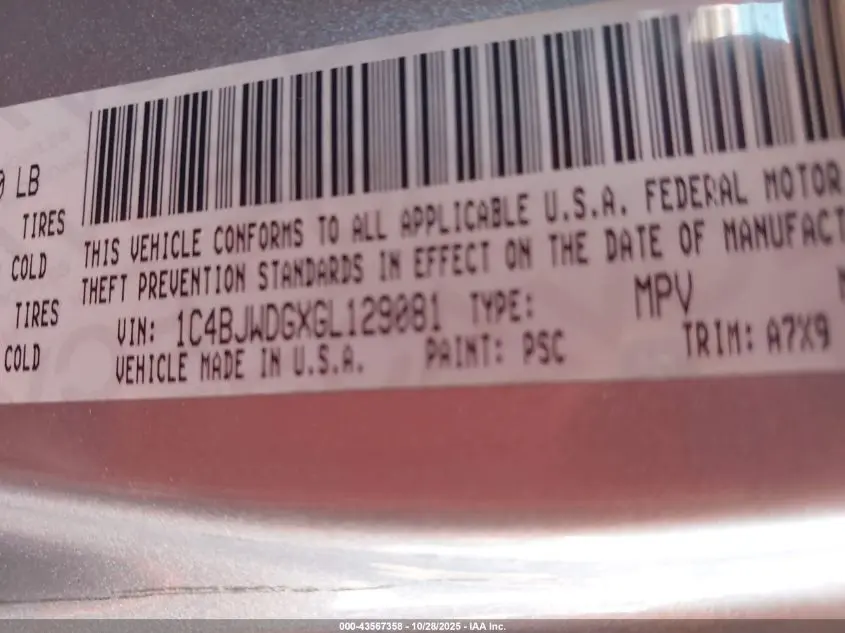 0 LB
TIRES
COLD
TIRES
COLD
THIS VEHICLE CONFORMS TO ALL APPLICABLE U.S.A. FEDERAL MOTOR
THEFT PREVENTION STANDARDS IN EFFECT ON THE DATE OF MANUFACT
VIN: 1C4BJWDGXGL129081 TYPE: MPV
VEHICLE MADE IN U.S.A. PAINT: PSC TRIM: A7X9
000-43567358 - 10/28/2025 - IAA Inc.